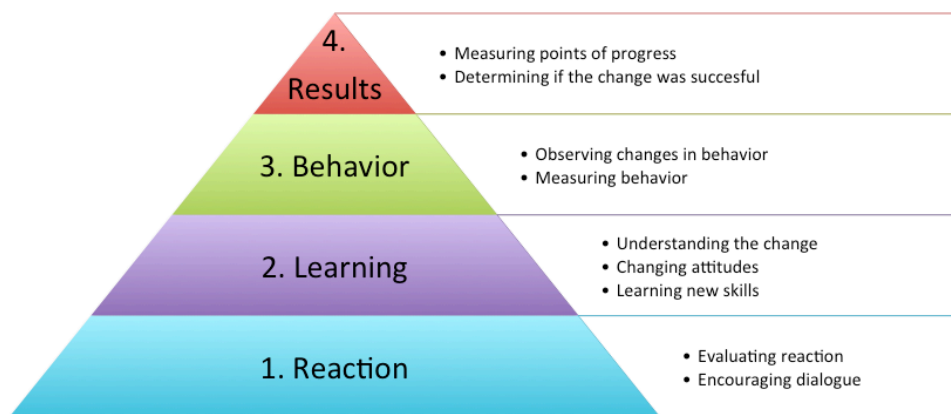 4.
Results
• Measuring points of progress
• Determining if the change was succesful
3. Behavior
• Observing changes in behavior
• Measuring behavior
2. Learning
• Understanding the change
• Changing attitudes
• Learning new skills
1. Reaction
• Evaluating reaction
• Encouraging dialogue